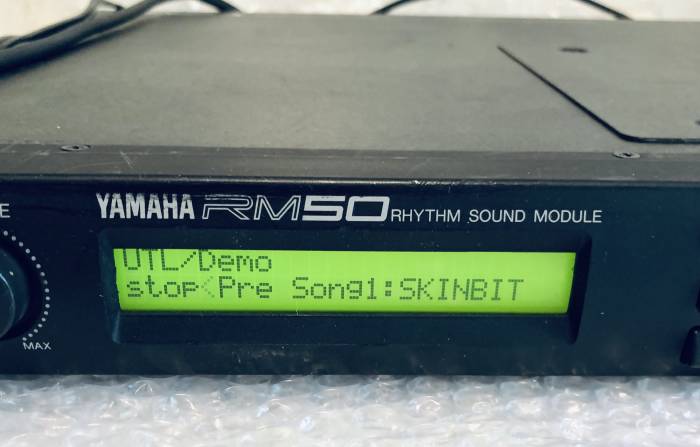 YAMAHA RM50 RHYTHM SOUND MODULE
UTL/Demo
stop<Pre Song1:SKINBIT
MAX